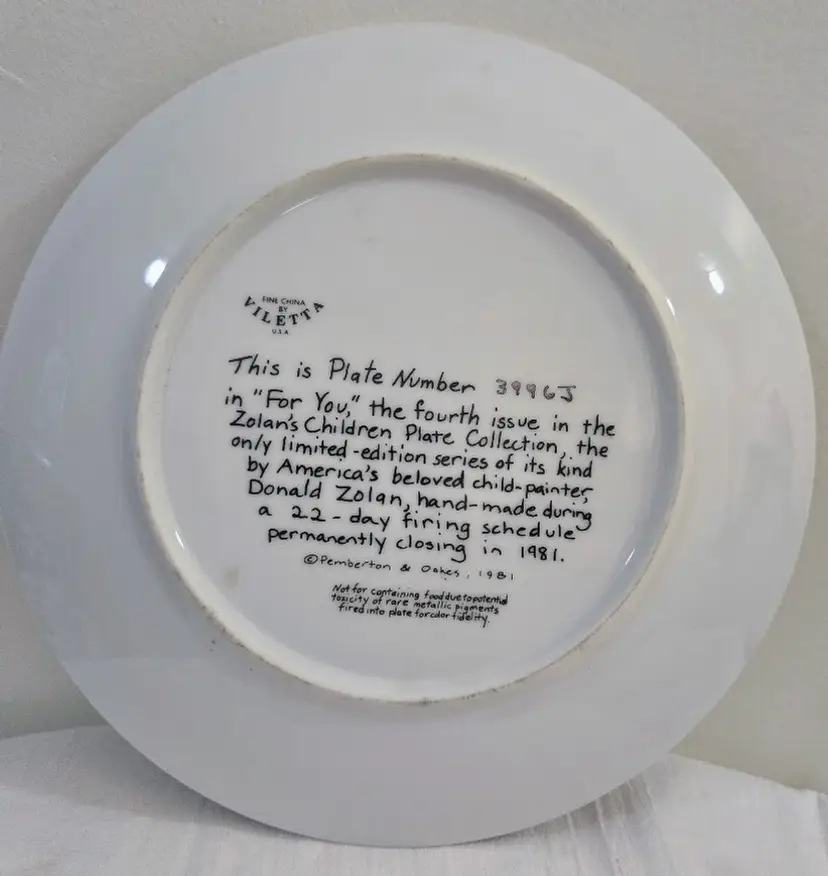 FINE CHINA
BY
VILETTA
U.S.A.
This is Plate Number 3996J
in "For You," the fourth issue in the
Zolan's Children Plate Collection, the
only limited-edition series of its kind
by America's beloved child-painter,
Donald Zolan, hand-made during
a 22-day firing schedule
permanently closing in 1981.
©Pemberton & Oakes, 1981
Not for containing food due to potential
toxicity of rare metallic pigments
fired into plate for color fidelity.